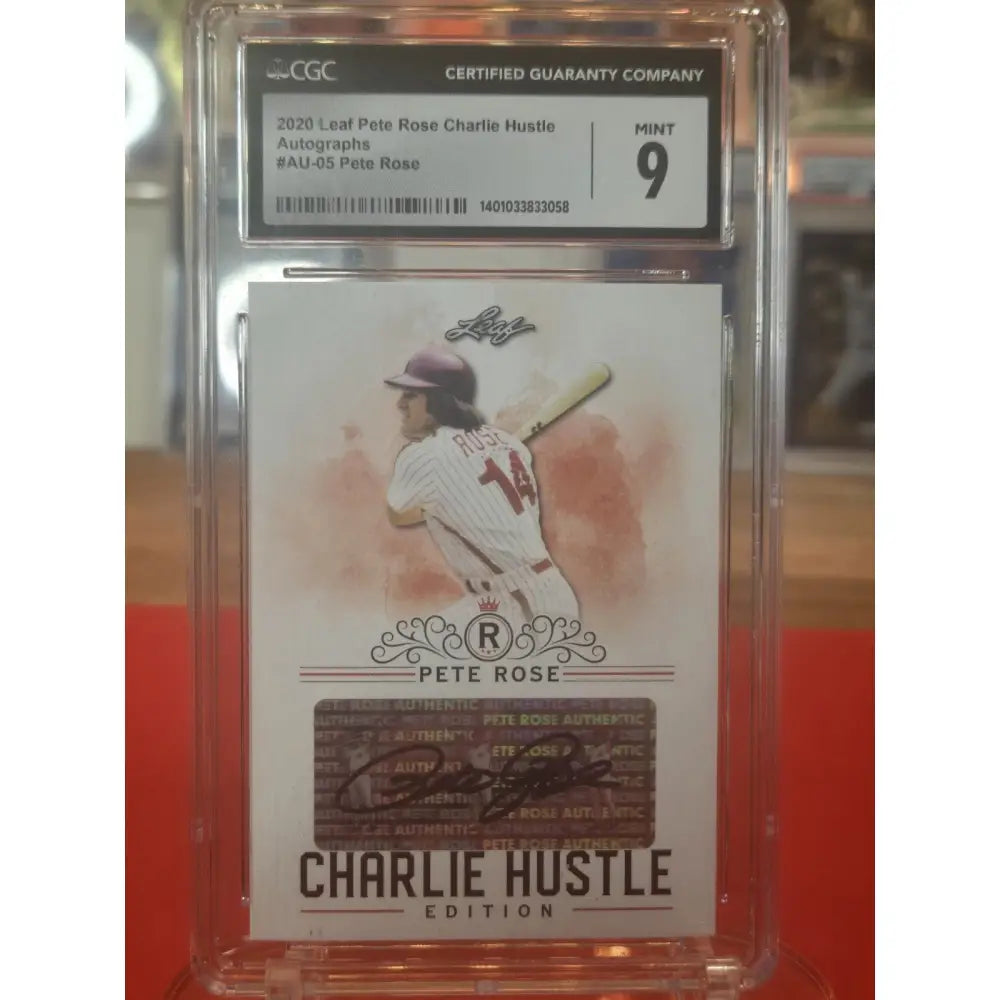 CGC
CERTIFIED GUARANTY COMPANY
2020 Leaf Pete Rose Charlie Hustle
Autographs
#AU-05 Pete Rose
MINT
9
1401033833058
Leaf
ROSE
14
R
PETE ROSE
PETE ROSE AUTHENTIC
PETE ROSE AUTHENTIC
PETE ROSE AUTHENTIC
PETE ROSE AUTHENTIC
Pete Rose
CHARLIE HUSTLE
EDITION